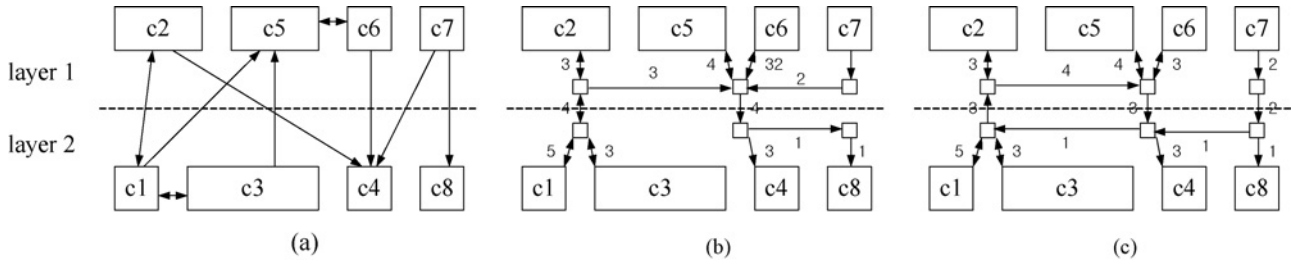 c2 c5 c6 c7 c2 c5 c6 c7 c2 c5 c6 c7
3 3 4 32 2 3 4 4 3 2
layer 1
4 4 3 3 2
layer 2
5 3 3 1 1 5 3 1 3 1 1
c1 c3 c4 c8 c1 c3 c4 c8 c1 c3 c4 c8
(a) (b) (c)